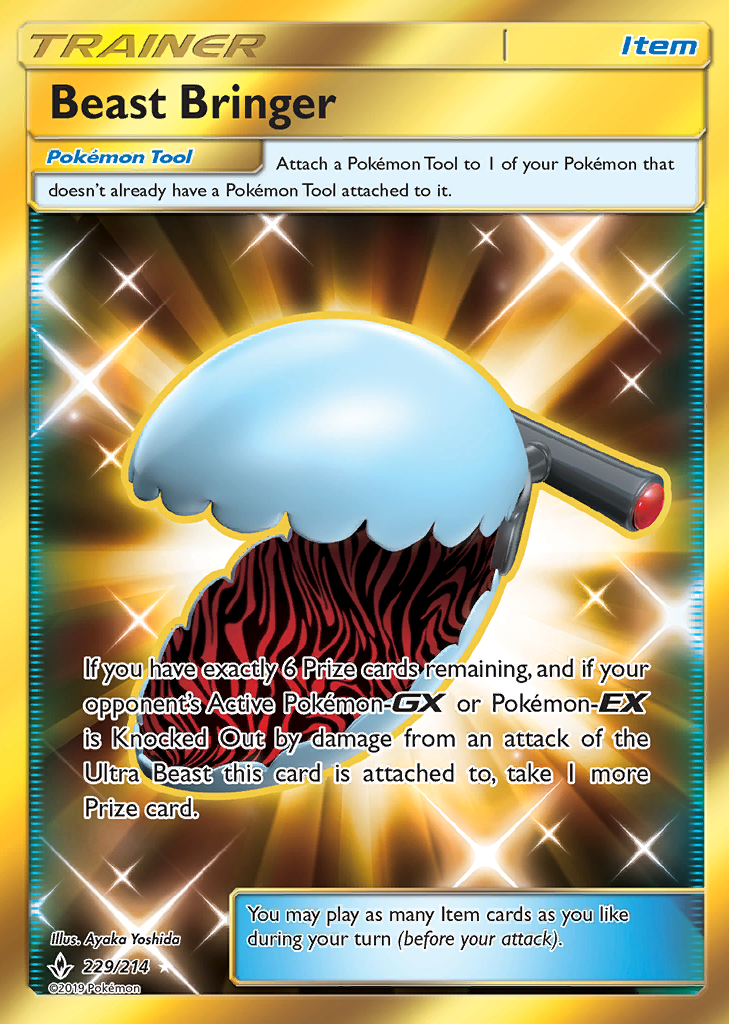 TRAINER
Item
Beast Bringer
Pokémon Tool
Attach a Pokémon Tool to 1 of your Pokémon that
doesn't already have a Pokémon Tool attached to it.
If you have exactly 6 Prize cards remaining, and if your
opponent's Active Pokémon-GX or Pokémon-EX
is Knocked Out by damage from an attack of the
Ultra Beast this card is attached to, take 1 more
Prize card.
You may play as many Item cards as you like
during your turn (before your attack).
Illus. Ayaka Yoshida
229/214
©2019 Pokémon